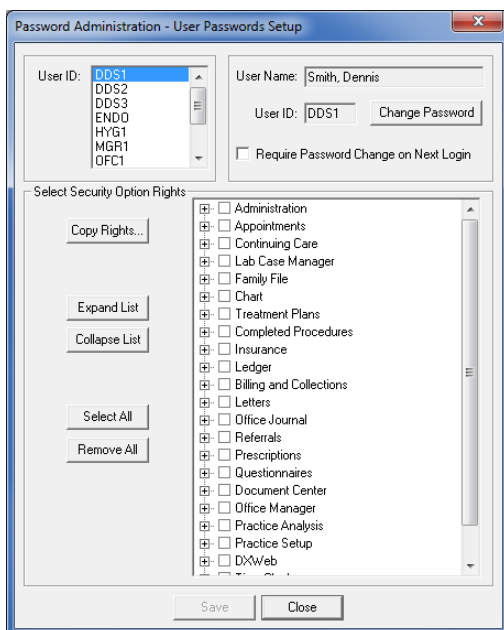 Password Administration - User Passwords Setup
User ID:
DDS1
DDS2
DDS3
ENDO
HYG1
MGR1
OFC1
User Name: Smith, Dennis
User ID: DDS1 Change Password
Require Password Change on Next Login
Select Security Option Rights
Copy Rights...
Expand List
Collapse List
Select All
Remove All
Administration
Appointments
Continuing Care
Lab Case Manager
Family File
Chart
Treatment Plans
Completed Procedures
Insurance
Ledger
Billing and Collections
Letters
Office Journal
Referrals
Prescriptions
Questionnaires
Document Center
Office Manager
Practice Analysis
Practice Setup
DXWeb
Save Close